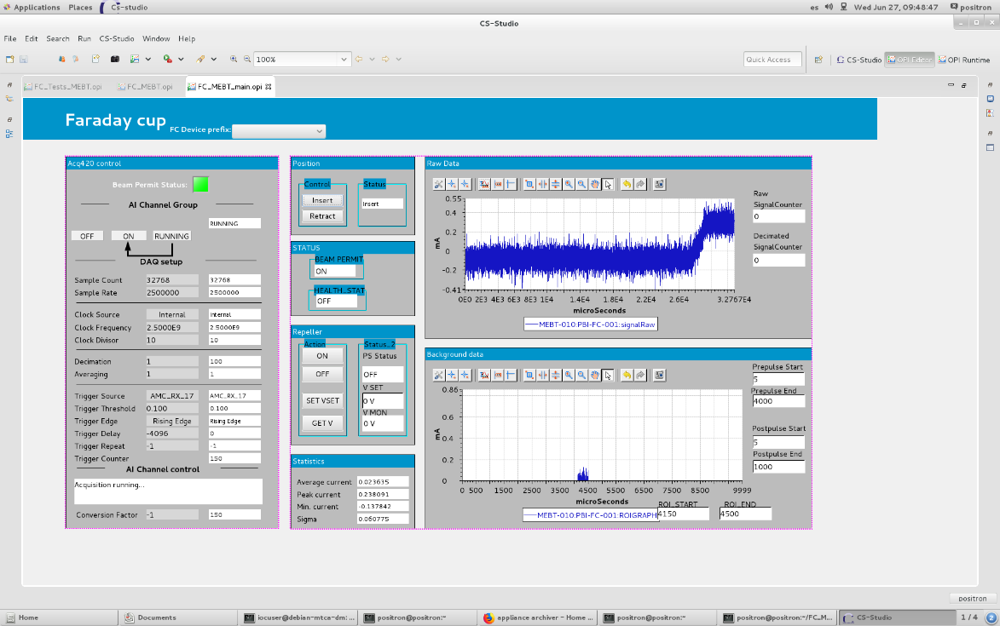 Applications Places Cs-studio es Wed Jun 27, 09:48:47 positron
CS-Studio
File Edit Search Run CS-Studio Window Help
100% Quick Access CS-Studio OPI Editor OPI Runtime
FC_Tests_MEBT.opi FC_MEBT.opi FC_MEBT_main.opi
Faraday cup
FC Device prefix:
Acq420 control
Beam Permit Status:
AI Channel Group
RUNNING
OFF ON RUNNING
DAQ setup
Sample Count 32768 32768
Sample Rate 2500000 2500000
Clock Source Internal Internal
Clock Frequency 2.5000E9 2.5000E9
Clock Divisor 10 10
Decimation 1 100
Averaging 1 1
Trigger Source AMC_RX_17 AMC_RX_17
Trigger Threshold 0.100 0.100
Trigger Edge Rising Edge Rising Edge
Trigger Delay -4096 0
Trigger Repeat -1 -1
Trigger Counter 150
AI Channel control
Acquisition running...
Conversion Factor -1 150
Position
Control Status
Insert Insert
Retract
STATUS
BEAM PERMIT
ON
HEALTH_STAT
OFF
Repeller
Action Status_2
ON PS Status
OFF OFF
V SET
SET VSET 0 V
V MON
GET V 0 V
Statistics
Average current 0.023635
Peak current 0.238091
Min. current -0.137842
Sigma 0.060775
Raw Data
0.55
0.4
0.2
0
-0.2
-0.41
mA
0E0 2E3 4E3 6E3 8E3 1E4 1.4E4 1.8E4 2.2E4 2.6E4 3.2767E4
microSeconds
MEBT-010:PBI-FC-001:signalRaw
Raw
SignalCounter
0
Decimated
SignalCounter
0
Background data
0.86
0.6
0.4
0.2
0
mA
0 500 1500 2500 3500 4500 5500 6500 7500 8500 9999
microSeconds
MEBT-010:PBI-FC-001:ROIGRAPH
ROI_START ROI_END
4150 4500
Prepulse Start
5
Prepulse End
4000
Postpulse Start
5
Postpulse End
1000
positron
Home Documents iocuser@debian-mtca-dm: ... positron@positron:~ appliance archiver - Home ... positron@positron:~ positron@positron:~/FC_M... CS-Studio 1 / 4 2